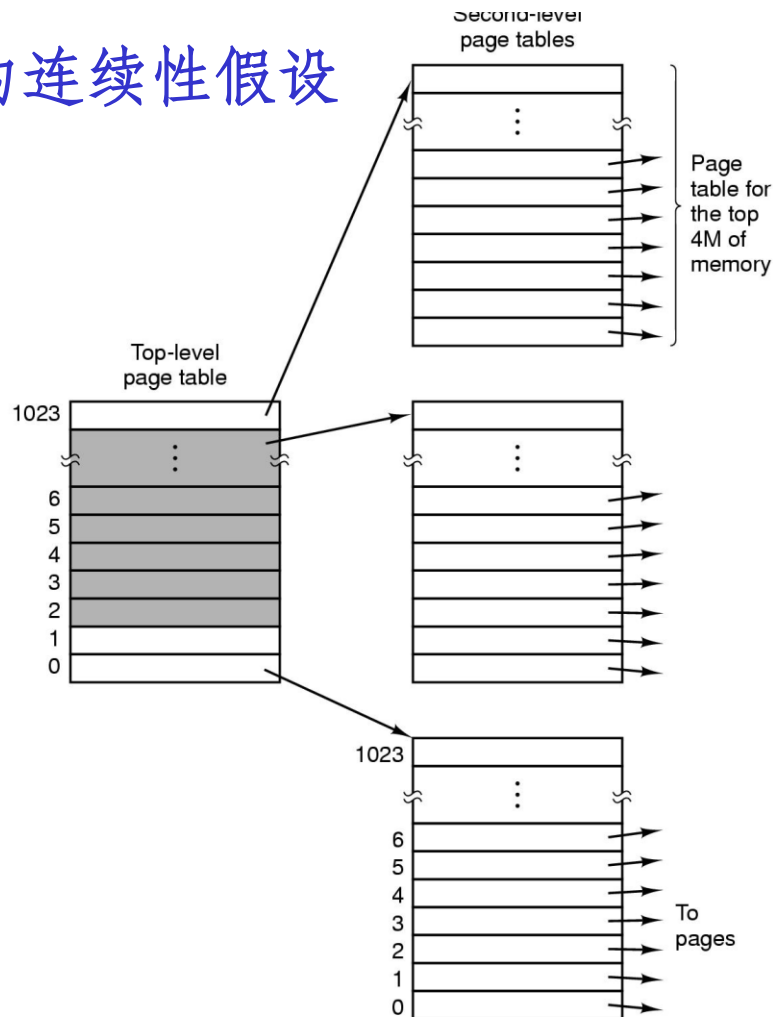 连续性假设
Second-level
page tables
Page
table for
the top
4M of
memory
Top-level
page table
1023
6
5
4
3
2
1
0
1023
6
5
4
3
2
1
0
To
pages